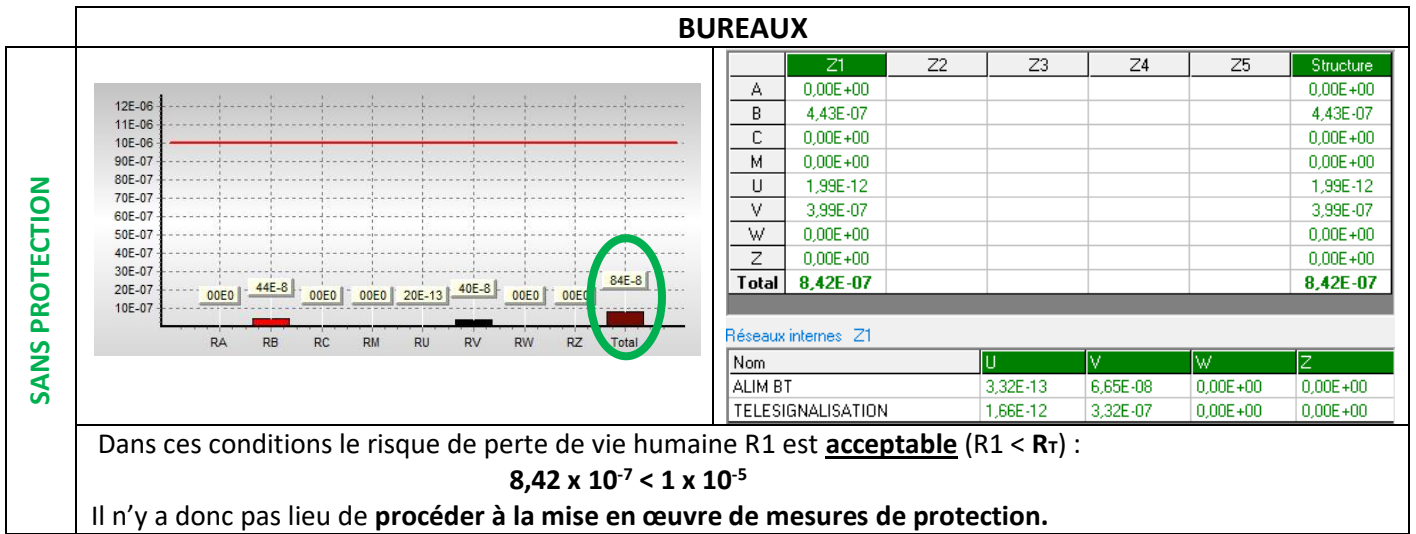 BUREAUX
SANS PROTECTION
12E-06
11E-06
10E-06
90E-07
80E-07
70E-07
60E-07
50E-07
40E-07
30E-07
20E-07
10E-07
00E0 44E-8 00E0 00E0 20E-13 40E-8 00E0 00E0 84E-8
RA RB RC RM RU RV RW RZ Total
Z1 Z2 Z3 Z4 Z5 Structure
A 0,00E+00 0,00E+00
B 4,43E-07 4,43E-07
C 0,00E+00 0,00E+00
M 0,00E+00 0,00E+00
U 1,99E-12 1,99E-12
V 3,99E-07 3,99E-07
W 0,00E+00 0,00E+00
Z 0,00E+00 0,00E+00
Total 8,42E-07 8,42E-07
Réseaux internes Z1
Nom U V W Z
ALIM BT 3,32E-13 6,65E-08 0,00E+00 0,00E+00
TELESIGNALISATION 1,66E-12 3,32E-07 0,00E+00 0,00E+00
Dans ces conditions le risque de perte de vie humaine R1 est acceptable (R1 < RT) :
8,42 x 10-7 < 1 x 10-5
Il n'y a donc pas lieu de procéder à la mise en œuvre de mesures de protection.